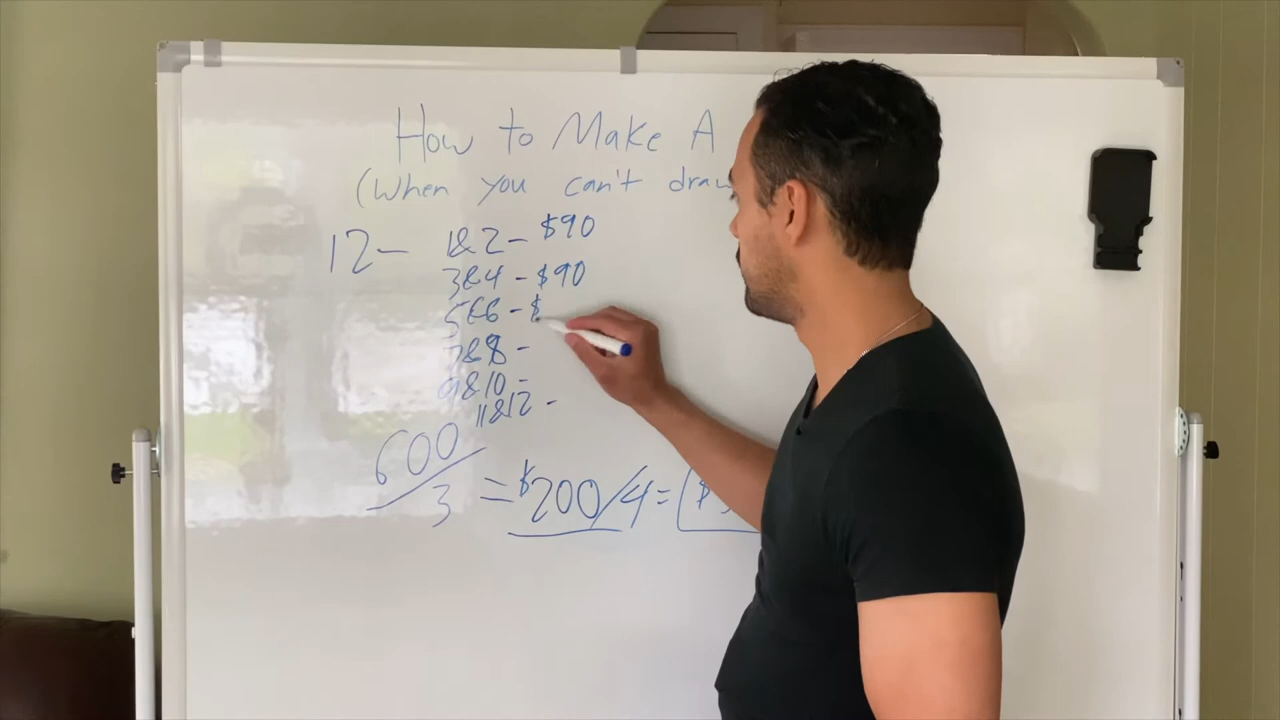 How to Make A
(When you can't draw
12- 1&2 - $90
3&4 - $90
5&6 - $
7&8 -
9&10 -
11&12 -
600/3 = $200/4 = $